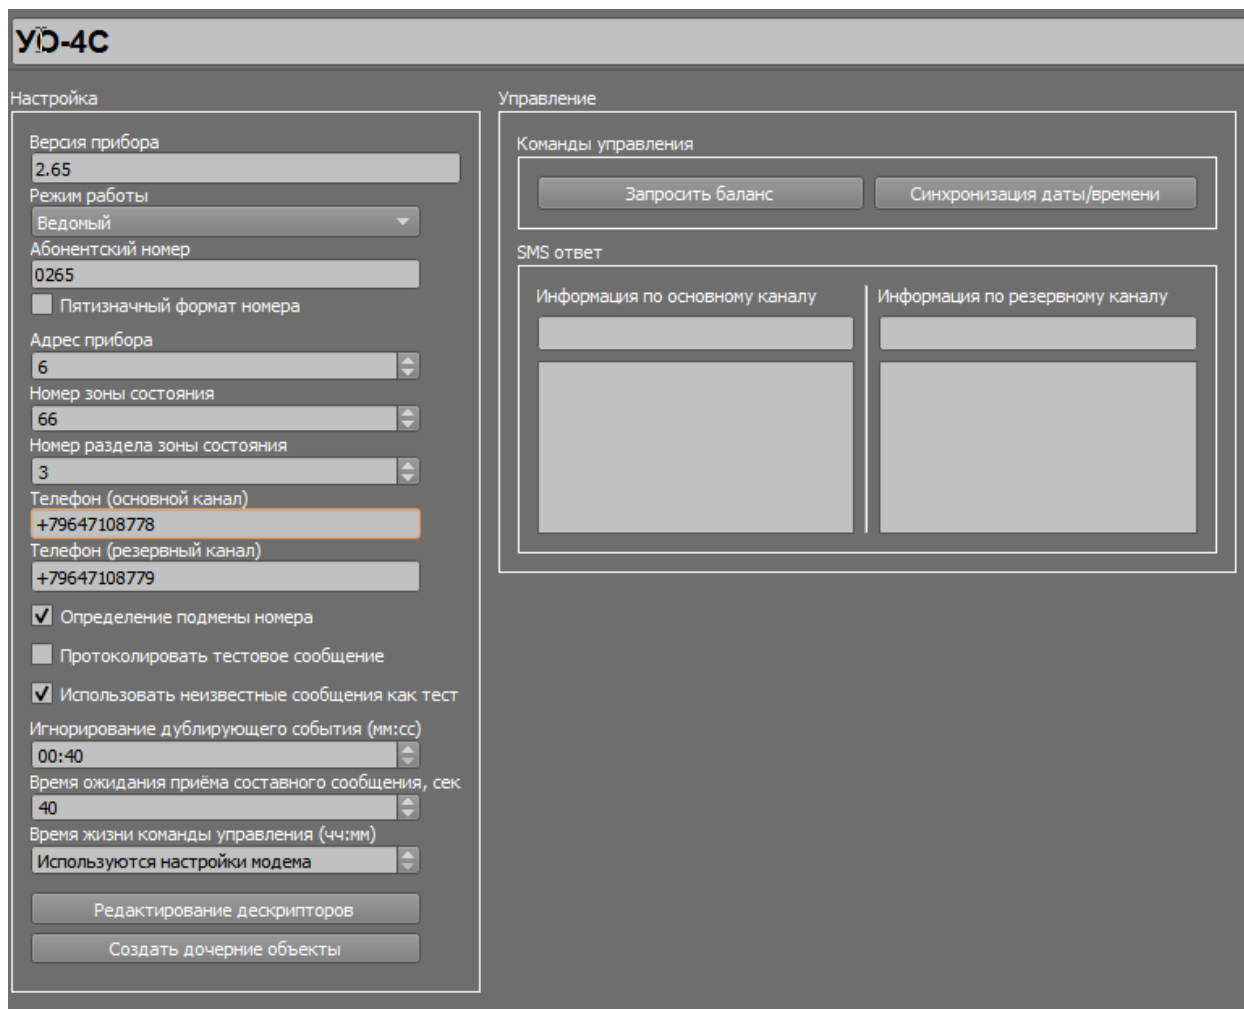 УО-4С
Настройка
Версия прибора
2.65
Режим работы
Ведомый
Абонентский номер
0265
Пятизначный формат номера
Адрес прибора
6
Номер зоны состояния
66
Номер раздела зоны состояния
3
Телефон (основной канал)
+79647108778
Телефон (резервный канал)
+79647108779
Определение подмены номера
Протоколировать тестовое сообщение
Использовать неизвестные сообщения как тест
Игнорирование дублирующего события (мм:сс)
00:40
Время ожидания приёма составного сообщения, сек
40
Время жизни команды управления (чч:мм)
Используются настройки модема
Редактирование дескрипторов
Создать дочерние объекты
Управление
Команды управления
Запросить баланс
Синхронизация даты/времени
SMS ответ
Информация по основному каналу
Информация по резервному каналу